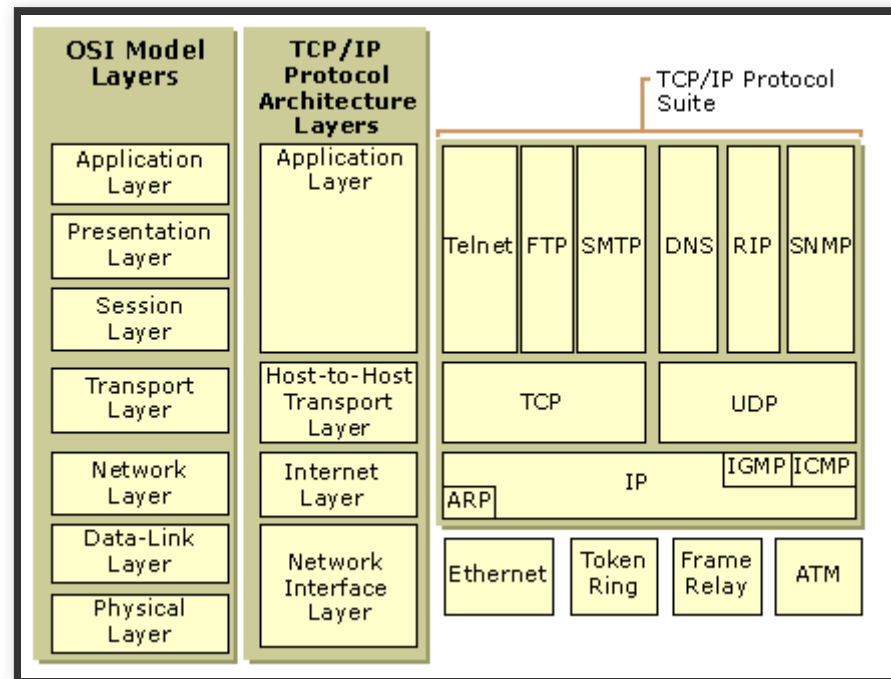 OSI Model
Layers
TCP/IP
Protocol
Architecture
Layers
TCP/IP Protocol
Suite
Application
Layer
Presentation
Layer
Session
Layer
Transport
Layer
Network
Layer
Data-Link
Layer
Physical
Layer
Application
Layer
Host-to-Host
Transport
Layer
Internet
Layer
Network
Interface
Layer
Telnet
FTP
SMTP
DNS
RIP
SNMP
TCP
UDP
IP
IGMP
ICMP
ARP
Ethernet
Token
Ring
Frame
Relay
ATM